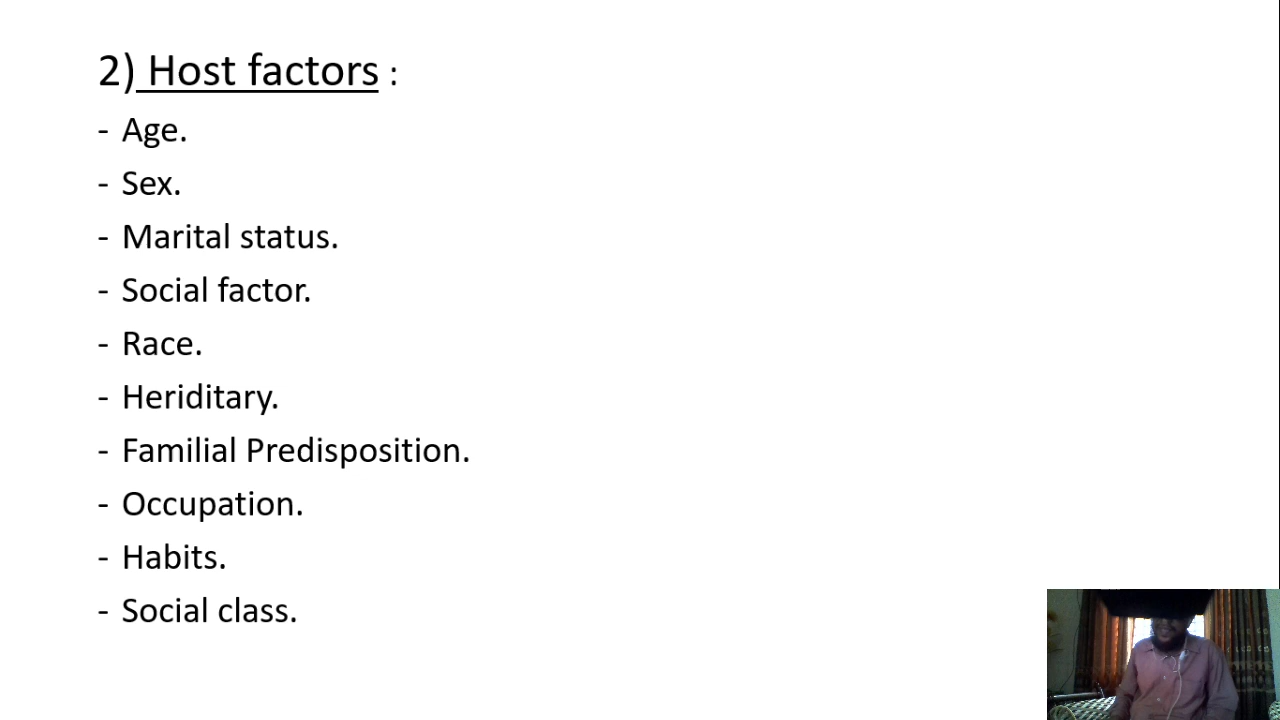 2) Host factors :
- Age.
- Sex.
- Marital status.
- Social factor.
- Race.
- Heriditary.
- Familial Predisposition.
- Occupation.
- Habits.
- Social class.